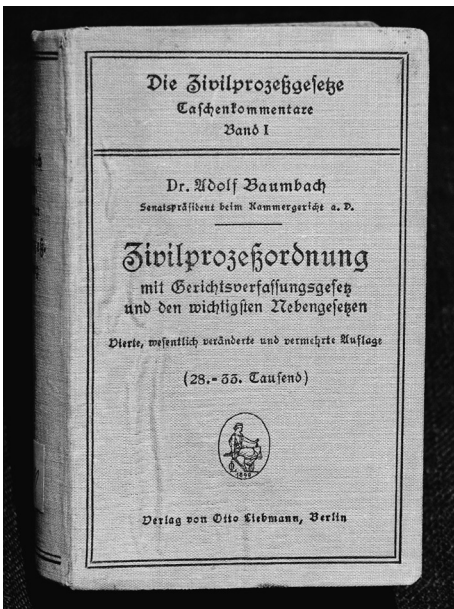 Die Zivilprozeßgesetze
Taschenkommentare
Band I
Dr. Adolf Baumbach
Senatspräsident beim Kammergericht a. D.
Zivilprozeßordnung
mit Gerichtsverfassungsgesetz
und den wichtigsten Nebengesetzen
Vierte, wesentlich veränderte und vermehrte Auflage
(28.-33. Tausend)
1890
Verlag von Otto Liebmann, Berlin